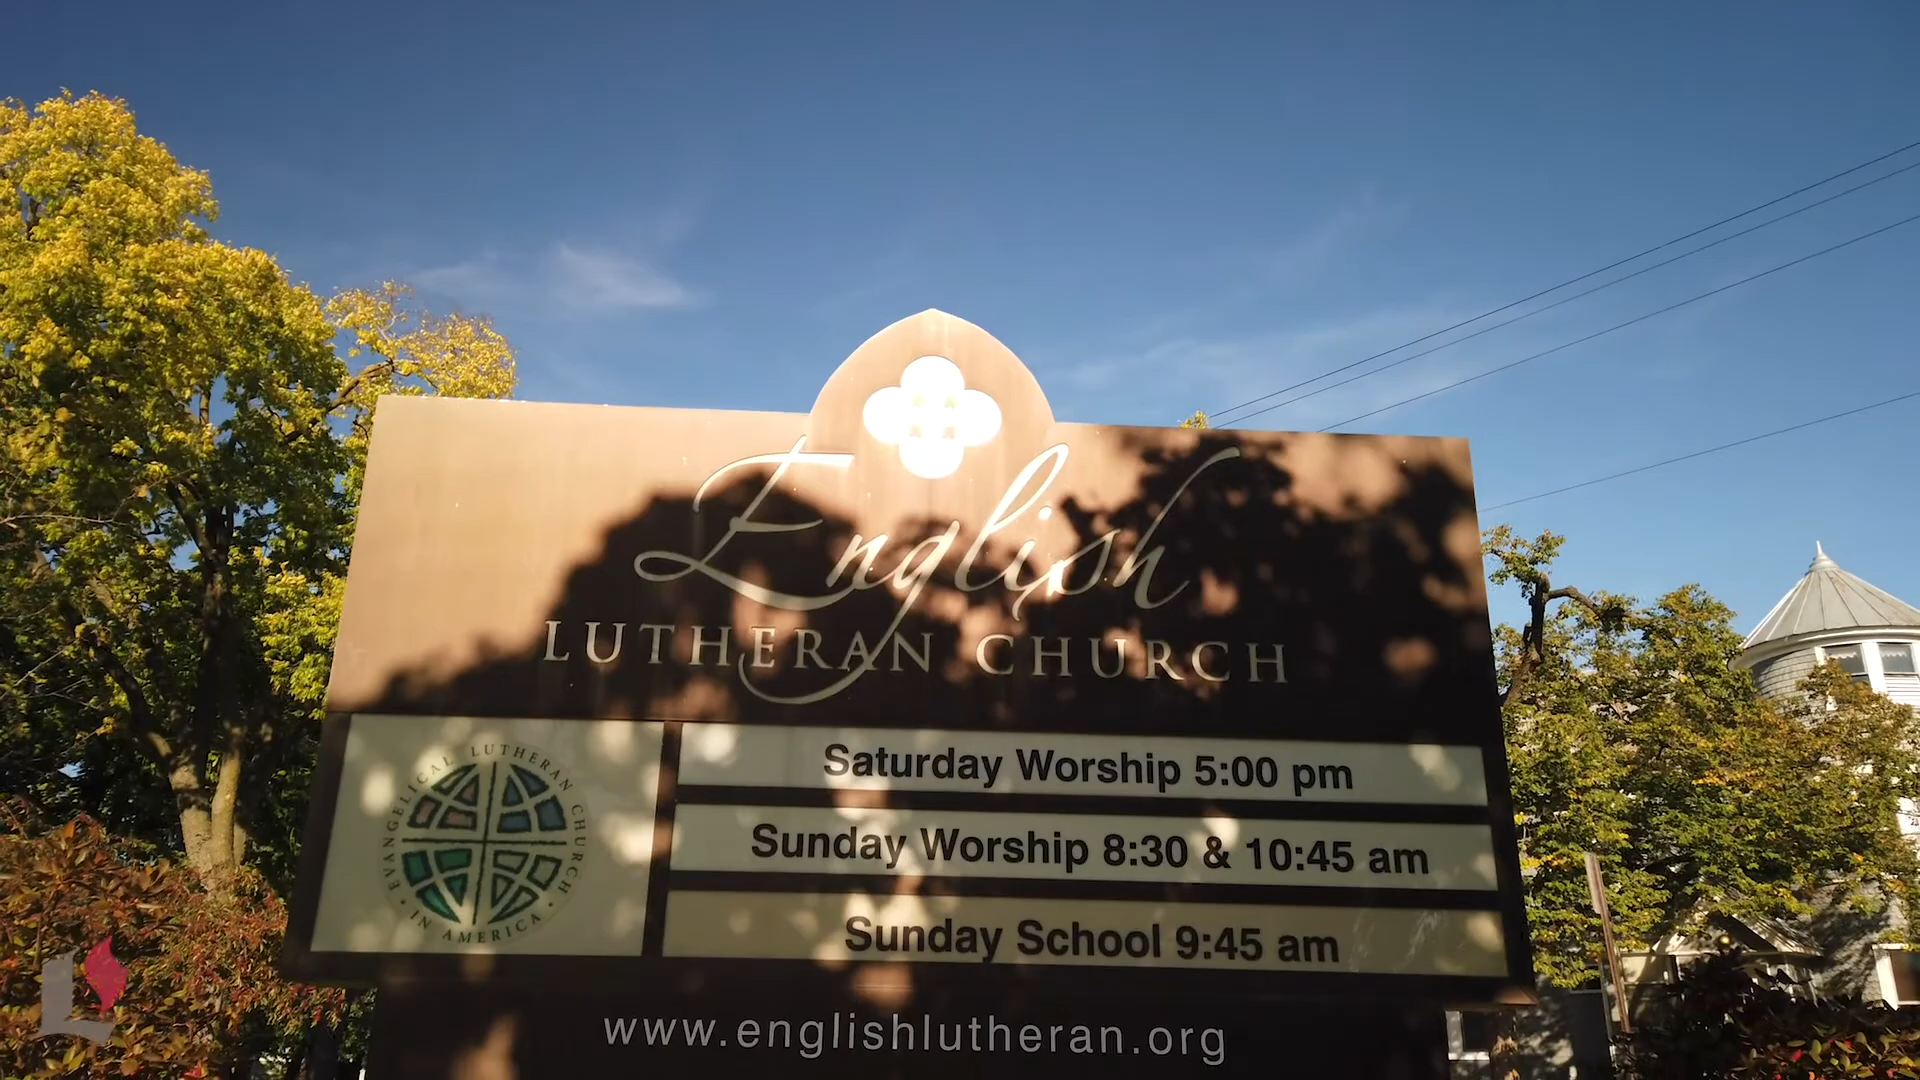 English
LUTHERAN CHURCH
EVANGELICAL LUTHERAN CHURCH
IN AMERICA
Saturday Worship 5:00 pm
Sunday Worship 8:30 & 10:45 am
Sunday School 9:45 am
www.englishlutheran.org